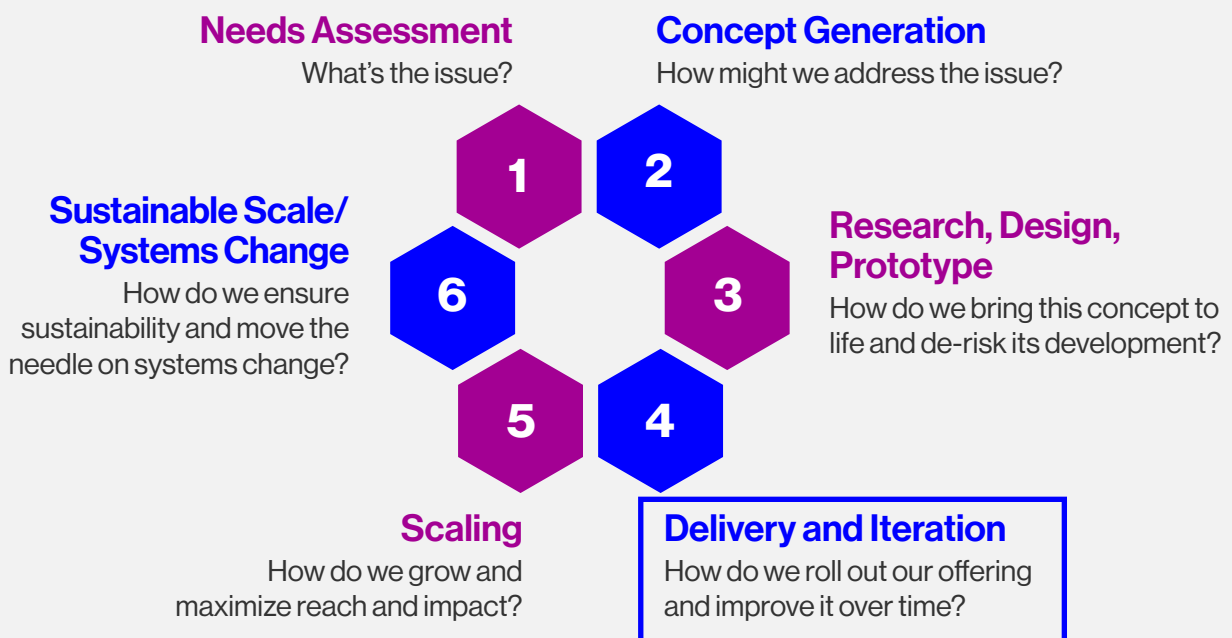 Needs Assessment
What's the issue?
1
Concept Generation
How might we address the issue?
2
Research, Design,
Prototype
How do we bring this concept to
life and de-risk its development?
3
Delivery and Iteration
How do we roll out our offering
and improve it over time?
4
Scaling
How do we grow and
maximize reach and impact?
5
Sustainable Scale/
Systems Change
How do we ensure
sustainability and move the
needle on systems change?
6